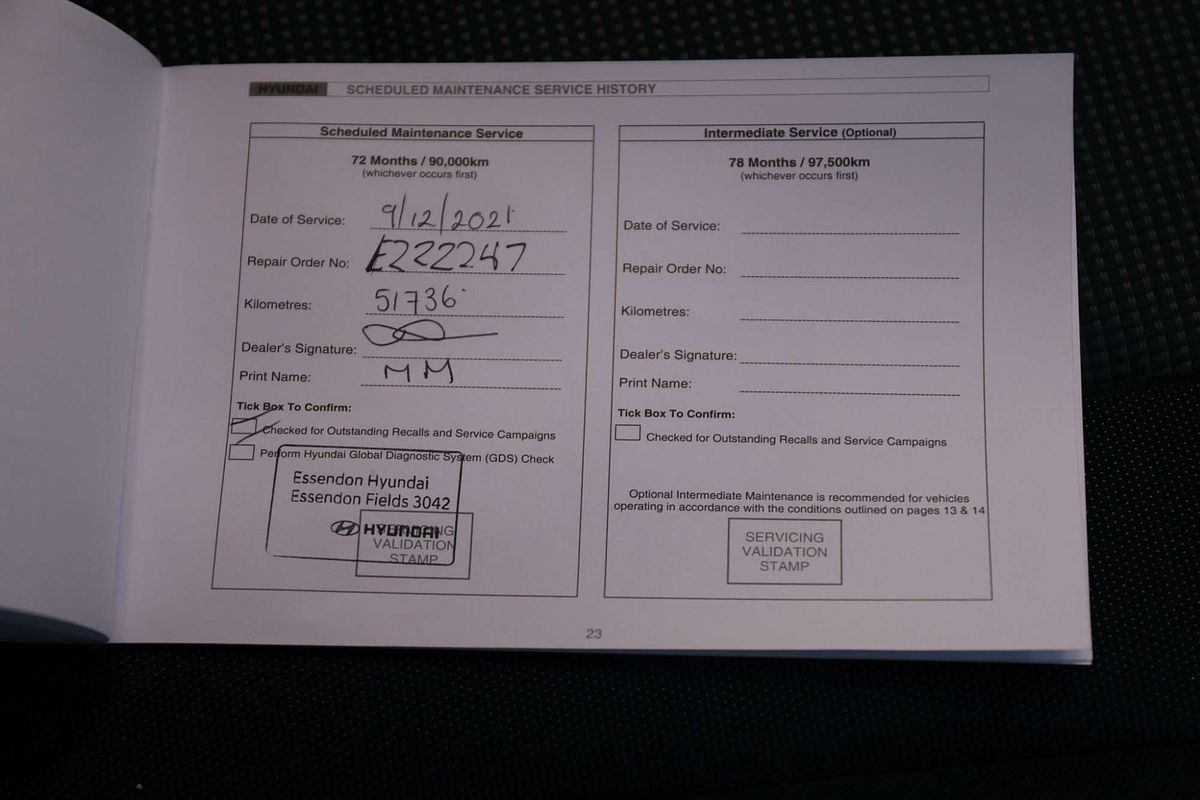 HYUNDAI SCHEDULED MAINTENANCE SERVICE HISTORY
Scheduled Maintenance Service
72 Months / 90,000km
(whichever occurs first)
Date of Service: 9/12/2021
Repair Order No: E222247
Kilometres: 51736
Dealer's Signature:
Print Name: MM
Tick Box To Confirm:
Checked for Outstanding Recalls and Service Campaigns
Perform Hyundai Global Diagnostic System (GDS) Check
Essendon Hyundai
Essendon Fields 3042
HYUNDAI
SERVICING
VALIDATION
STAMP
Intermediate Service (Optional)
78 Months / 97,500km
(whichever occurs first)
Date of Service:
Repair Order No:
Kilometres:
Dealer's Signature:
Print Name:
Tick Box To Confirm:
Checked for Outstanding Recalls and Service Campaigns
Optional Intermediate Maintenance is recommended for vehicles
operating in accordance with the conditions outlined on pages 13 & 14
SERVICING
VALIDATION
STAMP
23